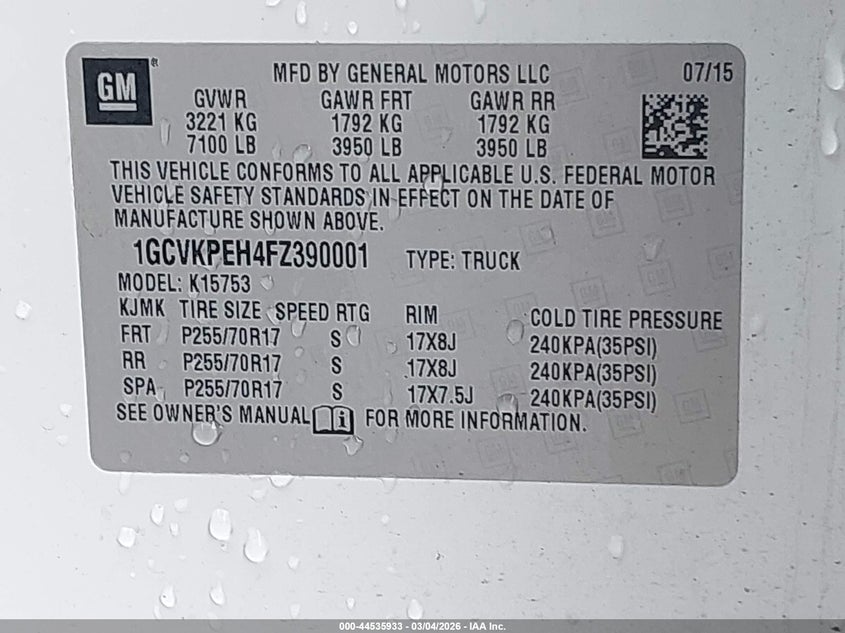 GM
MFD BY GENERAL MOTORS LLC 07/15
GVWR GAWR FRT GAWR RR
3221 KG 1792 KG 1792 KG
7100 LB 3950 LB 3950 LB
THIS VEHICLE CONFORMS TO ALL APPLICABLE U.S. FEDERAL MOTOR
VEHICLE SAFETY STANDARDS IN EFFECT ON THE DATE OF
MANUFACTURE SHOWN ABOVE.
1GCVKPEH4FZ390001 TYPE: TRUCK
MODEL: K15753
KJMK TIRE SIZE SPEED RTG RIM COLD TIRE PRESSURE
FRT P255/70R17 S 17X8J 240KPA(35PSI)
RR P255/70R17 S 17X8J 240KPA(35PSI)
SPA P255/70R17 S 17X7.5J 240KPA(35PSI)
SEE OWNER'S MANUAL FOR MORE INFORMATION.
000-44535933 - 03/04/2026 - IAA Inc.